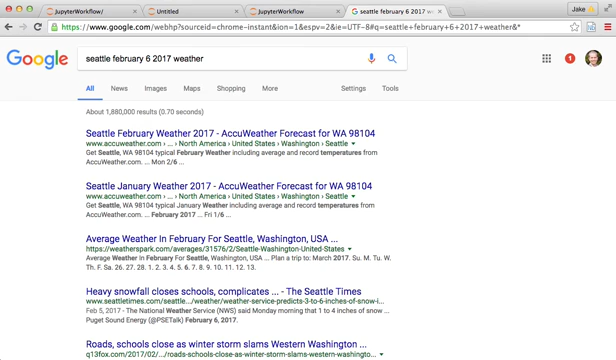 JupyterWorkflow/
Untitled
JupyterWorkflow
seattle february 6 2017 w
Jake
https://www.google.com/webhp?sourceid=chrome-instant&ion=1&espv=2&ie=UTF-8#q=seattle+february+6+2017+weather&*
Google
seattle february 6 2017 weather
1
All News Images Maps Shopping More Settings Tools
About 1,880,000 results (0.70 seconds)
Seattle February Weather 2017 - AccuWeather Forecast for WA 98104
www.accuweather.com › ... › North America › United States › Washington › Seattle
Get Seattle, WA 98104 typical February Weather including average and record temperatures from
AccuWeather.com. ... Mon 2/6 ...
Seattle January Weather 2017 - AccuWeather Forecast for WA 98104
www.accuweather.com › ... › North America › United States › Washington › Seattle
Get Seattle, WA 98104 typical January Weather including average and record temperatures from
AccuWeather.com. ... February 2017 ... Fri 1/6 ...
Average Weather In February For Seattle, Washington, USA ...
https://weatherspark.com/averages/31576/2/Seattle-Washington-United-States
Average Weather in February For Seattle, Washington, USA ... Plan a trip to: March 2017. Su. M. Tu. W.
Th. F. Sa. 26. 27. 28. 1. 2. 3. 4. 5. 6. 7. 8. 9. 10. 11. 12. 13.
Heavy snowfall closes schools, complicates ... - The Seattle Times
www.seattletimes.com/seattle.../weather/weather-service-predicts-3-to-6-inches-of-snow-i...
Feb 5, 2017 - The National Weather Service (NWS) said Monday morning that 1 to 4 inches of snow ...
Puget Sound Energy (@PSETalk) February 6, 2017.
Roads, schools close as winter storm slams Western Washington ...
q13fox.com/2017/02/.../roads-schools-close-as-winter-storm-slams-western-washington...